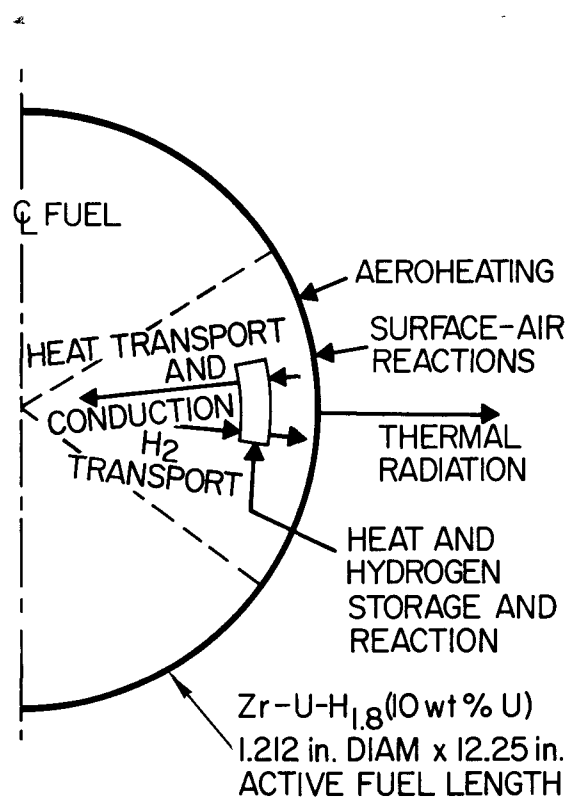 ℄ FUEL
AEROHEATING
SURFACE-AIR
REACTIONS
HEAT TRANSPORT
AND
CONDUCTION
H2
TRANSPORT
THERMAL
RADIATION
HEAT AND
HYDROGEN
STORAGE AND
REACTION
Zr-U-H1.8(10 wt % U)
1.212 in. DIAM x 12.25 in.
ACTIVE FUEL LENGTH